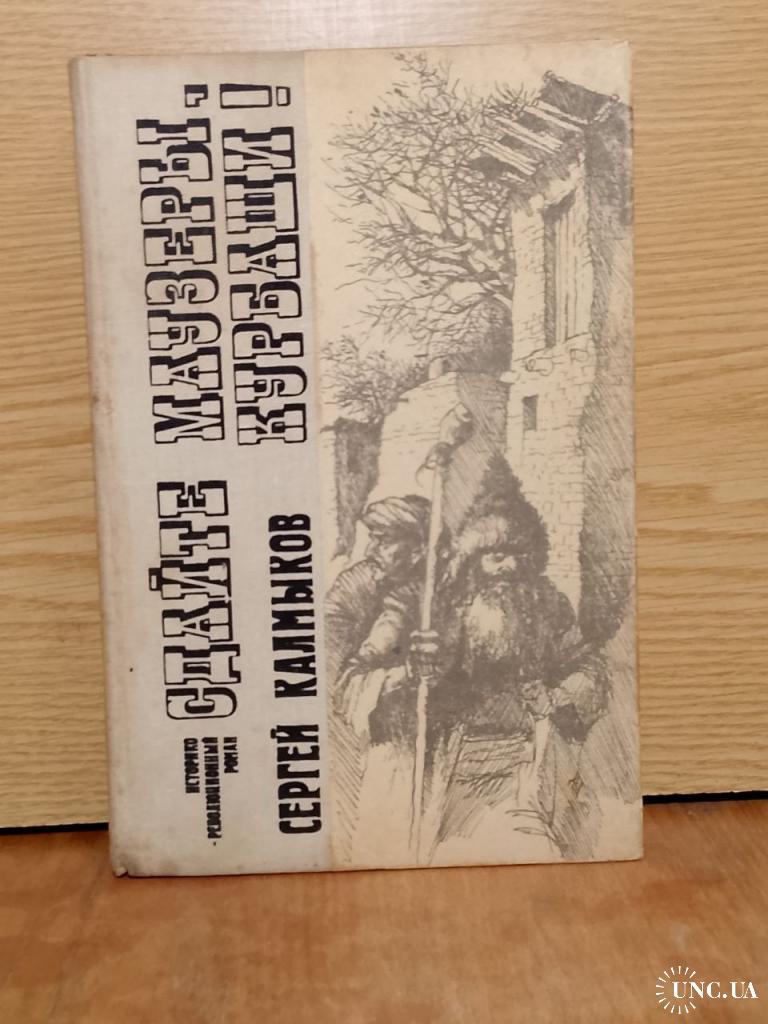 ИСТОРИКО
-РЕВОЛЮЦИОННЫЙ
РОМАН
СДАЙТЕ МАУЗЕРЫ,
КУРБАШИ!
СЕРГЕЙ КАЛМЫКОВ
UNC.UA